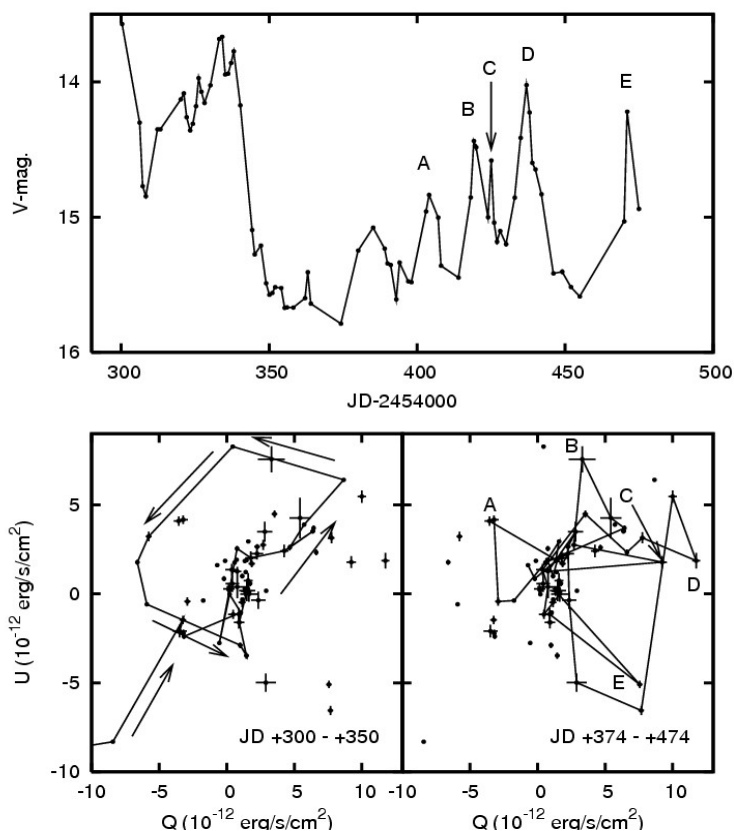 14
15
16
V-mag.
A
B
C
D
E
300
350
400
450
500
JD-2454000
5
0
-5
-10
U (10-12 erg/s/cm2)
JD +300 - +350
A
B
C
D
E
JD +374 - +474
-10
-5
0
5
10
-10
-5
0
5
10
Q (10-12 erg/s/cm2)
Q (10-12 erg/s/cm2)